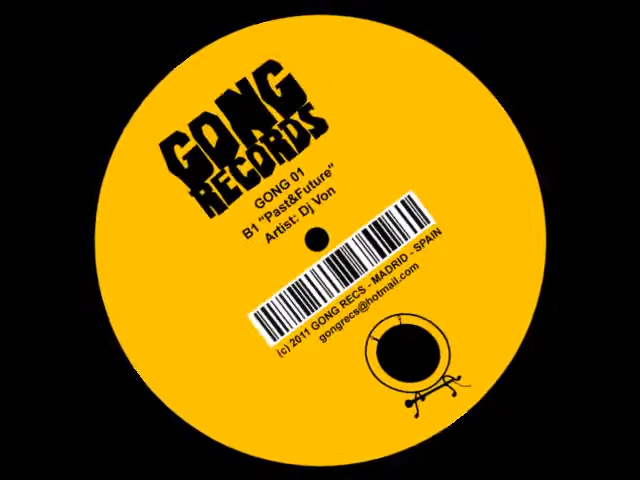 GONG
RECORDS
GONG 01
B1 "Past&Future"
Artist: Dj Von
(c) 2011 GONG RECS - MADRID - SPAIN
gongrecs@hotmail.com